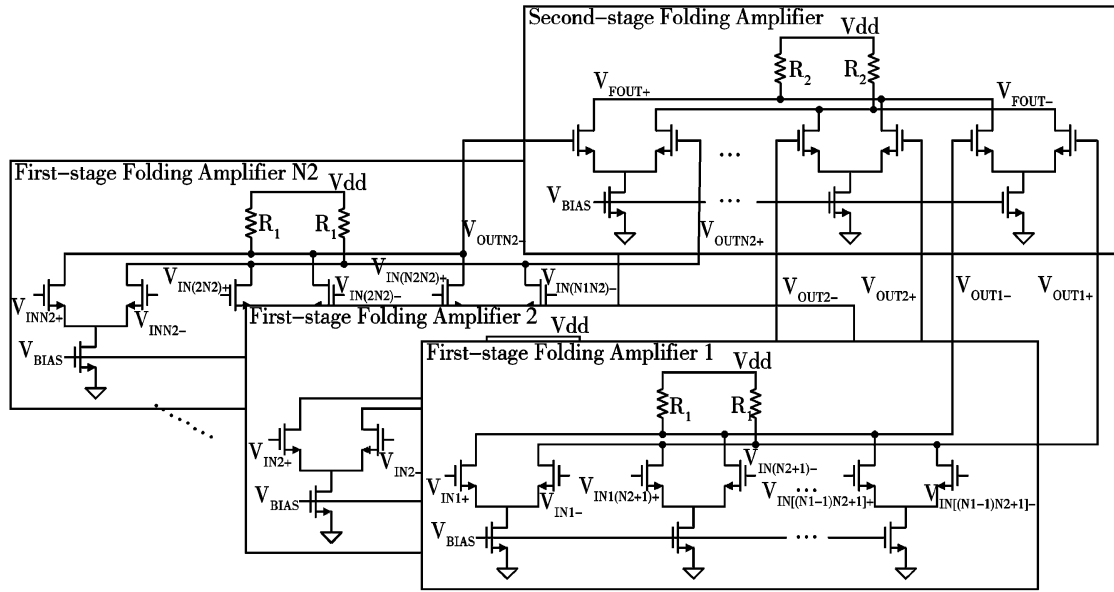 Second-stage Folding Amplifier
Vdd
R2
R2
VFOUT+
VFOUT-
...
VBIAS
...
First-stage Folding Amplifier N2
Vdd
R1
R1
VOUTN2-
VOUTN2+
VIN(2N2)+
VIN(2N2)-
VIN(N2N2)+
VIN(N1N2)-
VINN2+
VINN2-
VBIAS
VOUT2-
VOUT2+
VOUT1-
VOUT1+
First-stage Folding Amplifier 2
Vdd
VIN2+
VIN2-
VBIAS
First-stage Folding Amplifier 1
Vdd
R1
R1
VIN1+
VIN1-
VIN1(N2+1)+
VIN(N2+1)-
...
VIN[(N1-1)N2+1]+
VIN[(N1-1)N2+1]-
VBIAS
...